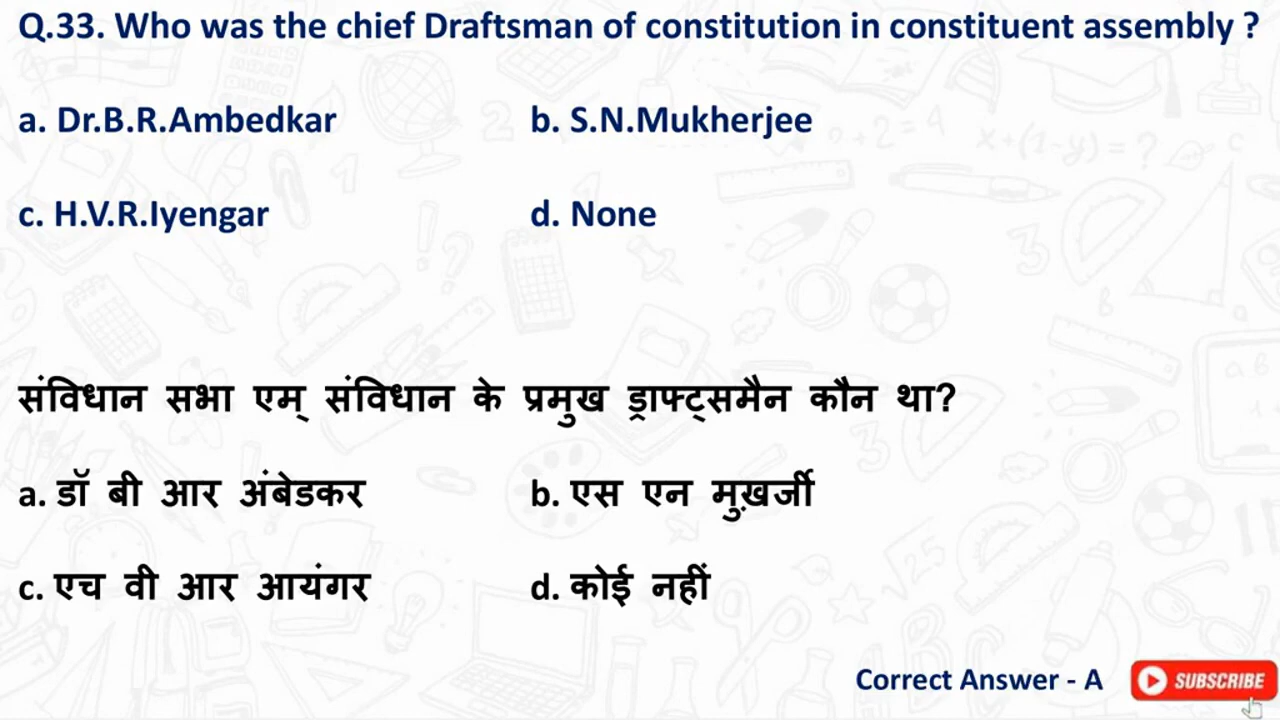 Q.33. Who was the chief Draftsman of constitution in constituent assembly ?
a. Dr.B.R.Ambedkar b. S.N.Mukherjee
c. H.V.R.Iyengar d. None
संविधान सभा एम् संविधान के प्रमुख ड्राफ्ट्समैन कौन था?
a. डॉ बी आर अंबेडकर b. एस एन मुख़र्जी
c. एच वी आर आयंगर d. कोई नहीं
Correct Answer - A SUBSCRIBE